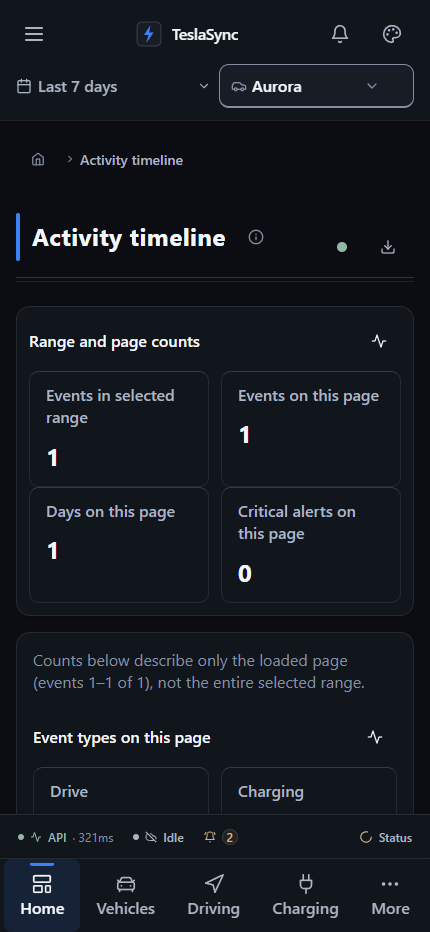 TeslaSync
Last 7 days
Aurora
Activity timeline
Activity timeline
Range and page counts
Events in selected
range
1
Events on this page
1
Days on this page
1
Critical alerts on
this page
0
Counts below describe only the loaded page
(events 1–1 of 1), not the entire selected range.
Event types on this page
Drive
Charging
API · 321ms
Idle
2
Status
Home
Vehicles
Driving
Charging
More